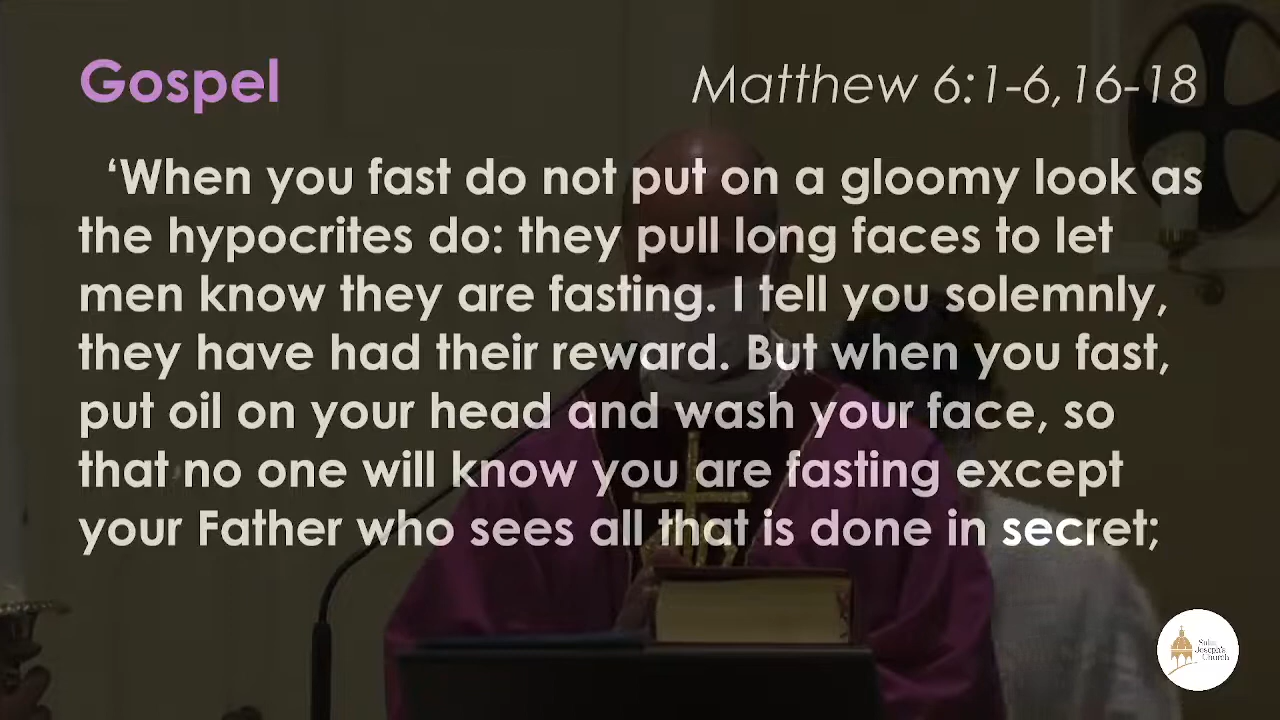 Gospel
Matthew 6:1-6,16-18
‘When you fast do not put on a gloomy look as
the hypocrites do: they pull long faces to let
men know they are fasting. I tell you solemnly,
they have had their reward. But when you fast,
put oil on your head and wash your face, so
that no one will know you are fasting except
your Father who sees all that is done in secret;
Saint
Joseph's
Church